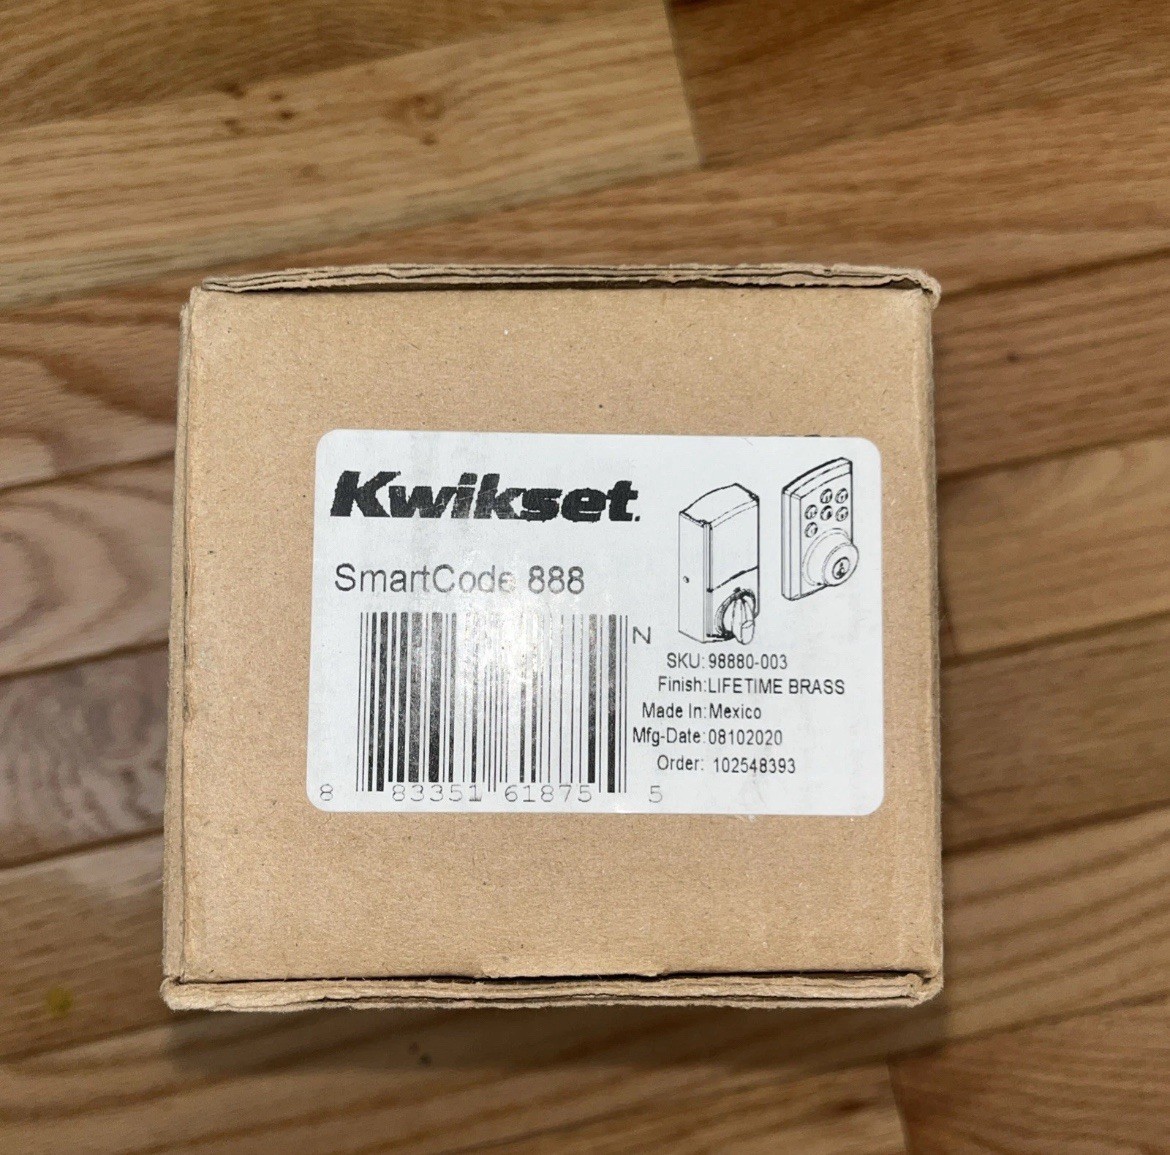 Kwikset.
SmartCode 888
N
SKU: 98880-003
Finish:LIFETIME BRASS
Made In:Mexico
Mfg-Date:08102020
Order: 102548393
8 83351 61875 5